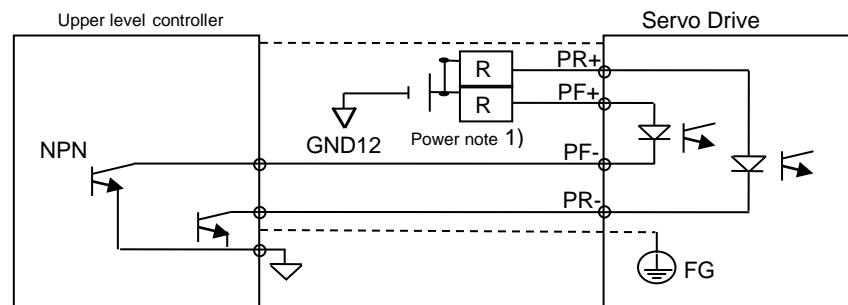 Upper level controller
Servo Drive
R
PR+
R
PF+
GND12
Power note 1)
NPN
PF-
PR-
FG